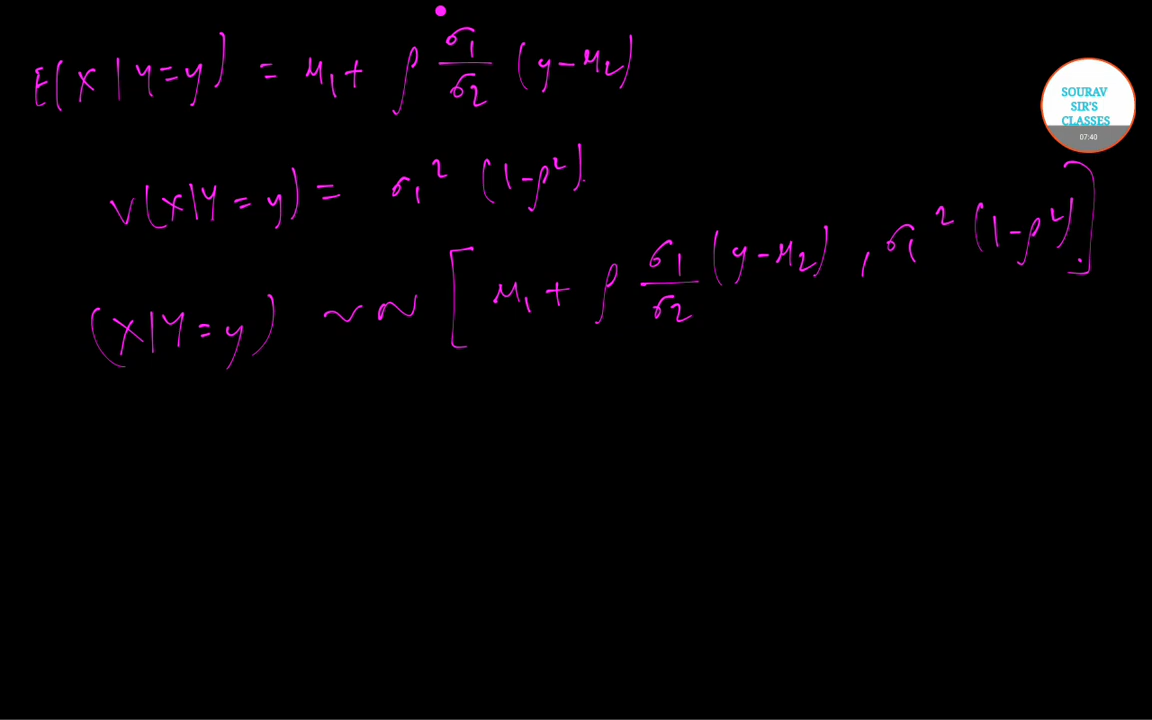 E(X | Y = y) = μ₁ + ρ σ₁/σ₂ (y - μ₂)
V(X | Y = y) = σ₁² (1 - ρ²)
(X | Y = y) ~ N [μ₁ + ρ σ₁/σ₂ (y - μ₂), σ₁² (1 - ρ²)]
SOURAV
SIR'S
CLASSES
07:40